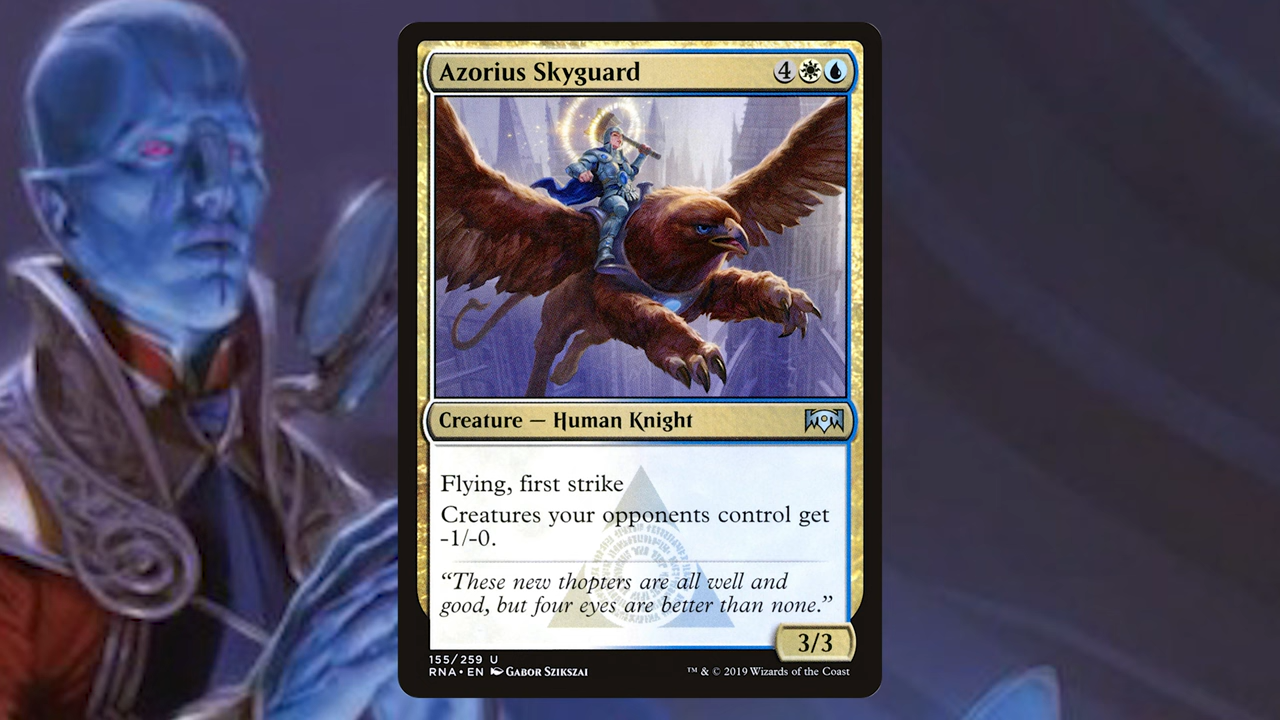 Azorius Skyguard 4
Creature — Human Knight
Flying, first strike
Creatures your opponents control get
-1/-0.
“These new thopters are all well and
good, but four eyes are better than none.”
3/3
155/259 U
RNA • EN Gabor Szikszai
™ & © 2019 Wizards of the Coast